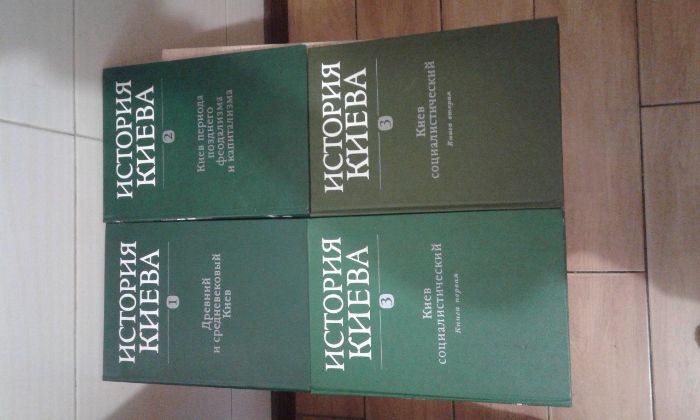 ИСТОРИЯ
КИЕВА
1
Древний
и средневековый
Киев
ИСТОРИЯ
КИЕВА
2
Киев периода
позднего
феодализма
и капитализма
ИСТОРИЯ
КИЕВА
3
Киев
социалистический
Книга первая
ИСТОРИЯ
КИЕВА
3
Киев
социалистический
Книга вторая